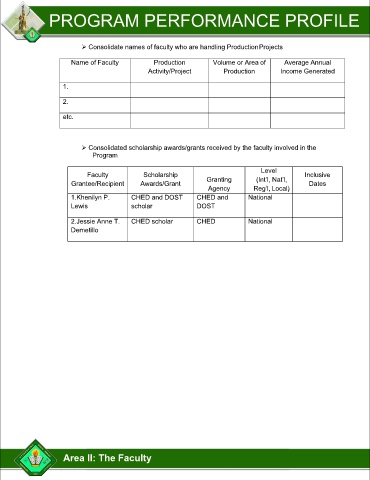 PROGRAM PERFORMANCE PROFILE
➢ Consolidate names of faculty who are handling ProductionProjects
Name of Faculty Production Activity/Project Volume or Area of Production Average Annual Income Generated
1.
2.
etc.
➢ Consolidated scholarship awards/grants received by the faculty involved in the
Program
Faculty Grantee/Recipient Scholarship Awards/Grant Granting Agency Level (Int'l, Nat'l, Reg'l, Local) Inclusive Dates
1.Khenilyn P. Lewis CHED and DOST scholar CHED and DOST National
2.Jessie Anne T. Demetillo CHED scholar CHED National
Area II: The Faculty